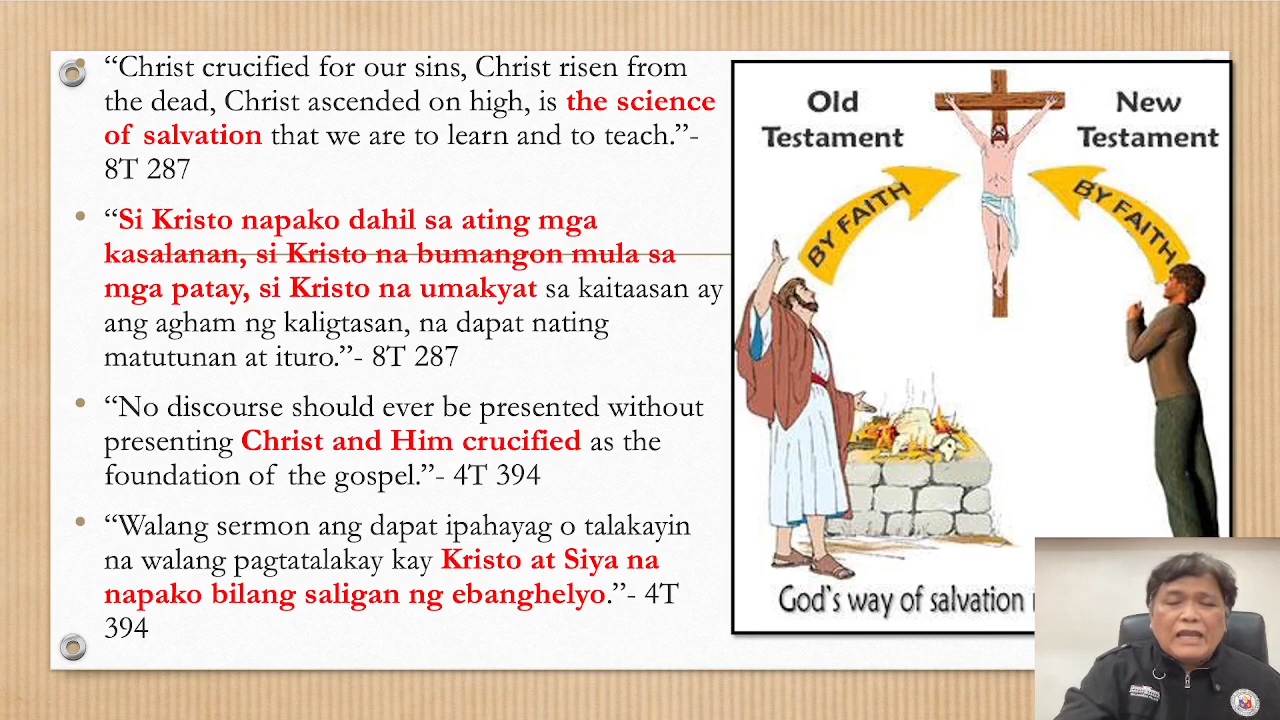 “Christ crucified for our sins, Christ risen from
the dead, Christ ascended on high, is the science
of salvation that we are to learn and to teach.”-
8T 287
“Si Kristo napako dahil sa ating mga
kasalanan, si Kristo na bumangon mula sa
mga patay, si Kristo na umakyat sa kaitaasan ay
ang agham ng kaligtasan, na dapat nating
matutunan at ituro.”- 8T 287
“No discourse should ever be presented without
presenting Christ and Him crucified as the
foundation of the gospel.”- 4T 394
“Walang sermon ang dapat ipahayag o talakayin
na walang pagtatalakay kay Kristo at Siya na
napako bilang saligan ng ebanghelyo.”- 4T
394
Old
Testament
New
Testament
BY FAITH
BY FAITH
God's way of salvation